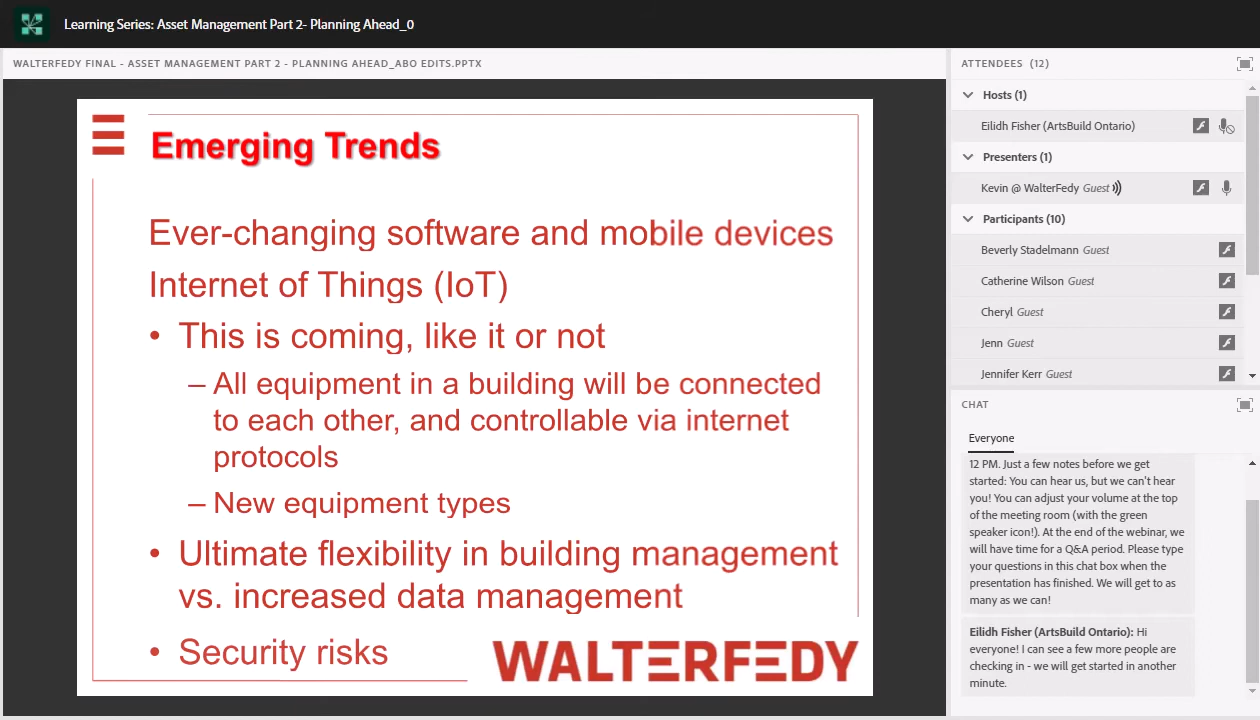 Learning Series: Asset Management Part 2- Planning Ahead_0
WALTERFEDY FINAL - ASSET MANAGEMENT PART 2 - PLANNING AHEAD_ABO EDITS.PPTX
Emerging Trends
Ever-changing software and mobile devices
Internet of Things (IoT)
• This is coming, like it or not
– All equipment in a building will be connected
to each other, and controllable via internet
protocols
– New equipment types
• Ultimate flexibility in building management
vs. increased data management
• Security risks
WALTERFEDY
ATTENDEES (12)
Hosts (1)
Eilidh Fisher (ArtsBuild Ontario)
Presenters (1)
Kevin @ WalterFedy Guest
Participants (10)
Beverly Stadelmann Guest
Catherine Wilson Guest
Cheryl Guest
Jenn Guest
Jennifer Kerr Guest
CHAT
Everyone
12 PM. Just a few notes before we get
started: You can hear us, but we can't hear
you! You can adjust your volume at the top
of the meeting room (with the green
speaker icon!). At the end of the webinar, we
will have time for a Q&A period. Please type
your questions in this chat box when the
presentation has finished. We will get to as
many as we can!
Eilidh Fisher (ArtsBuild Ontario): Hi
everyone! I can see a few more people are
checking in - we will get started in another
minute.